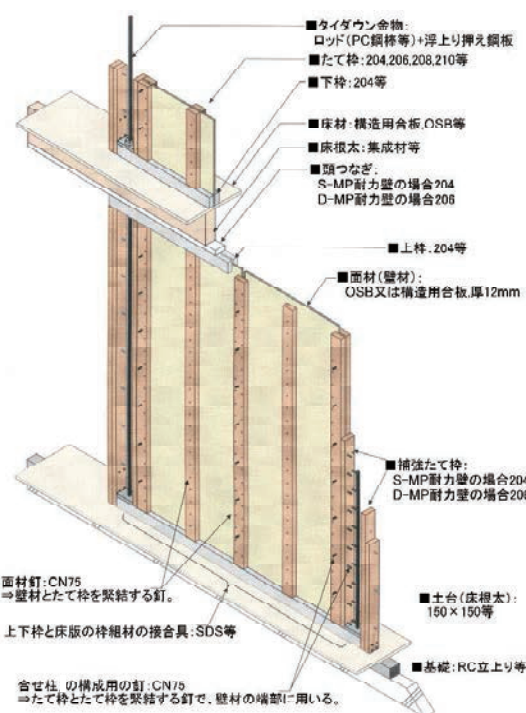 ■タイダウン金物:
ロッド(PC鋼棒等)+浮上り押え鋼板
■たて枠:204,206,208,210等
■下枠:204等
■床材:構造用合板,OSB等
■床根太:集成材等
■頭つなぎ:
S-MP耐力壁の場合204
D-MP耐力壁の場合206
■上枠:204等
■面材(壁材):
OSB又は構造用合板,厚12mm
■補強たて枠:
S-MP耐力壁の場合204
D-MP耐力壁の場合206
面材釘:CN75
⇒壁材とたて枠を緊結する釘。
■土台(床根太):
150×150等
上下枠と床版の枠組材の接合具:SDS等
■基礎:RC立上り等
合せ柱 の構成用の釘:CN75
⇒たて枠とたて枠を緊結する釘で、壁材の端部に用いる。